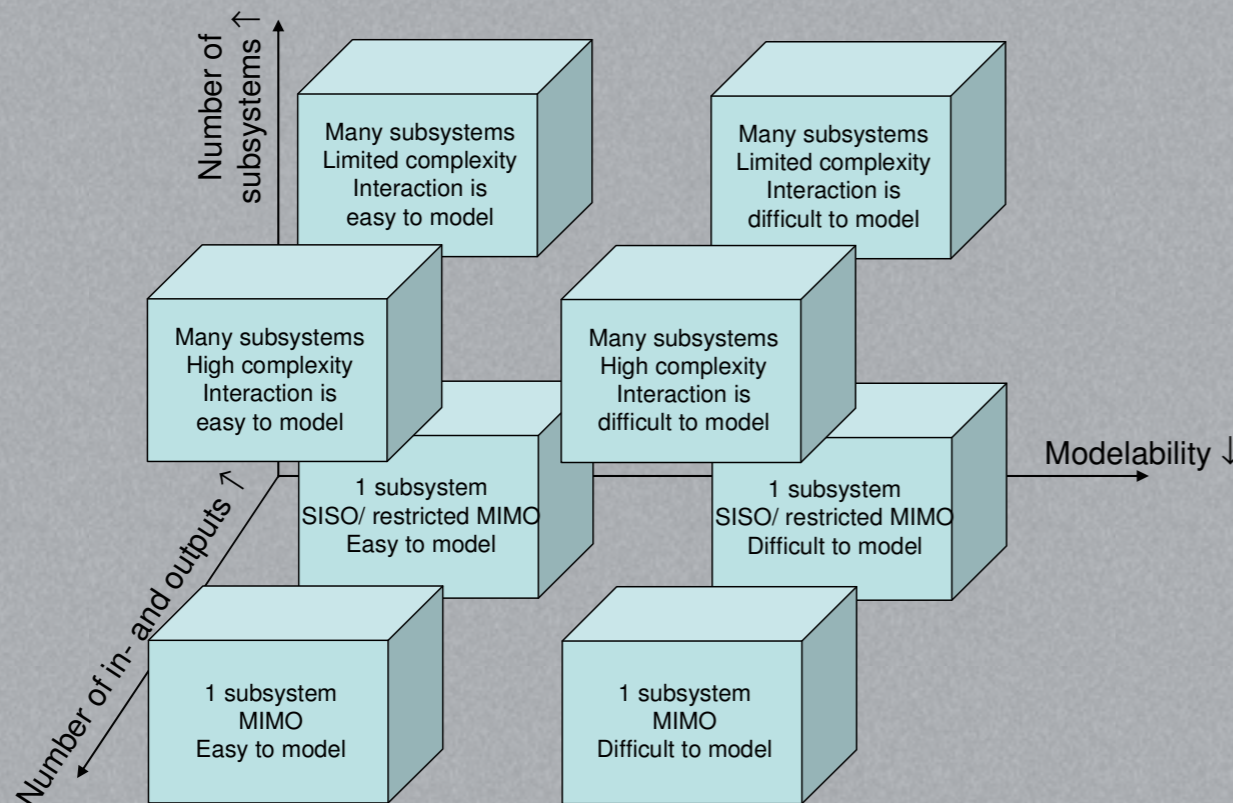 Number of
subsystems ↑
Many subsystems
Limited complexity
Interaction is
easy to model
Many subsystems
Limited complexity
Interaction is
difficult to model
Many subsystems
High complexity
Interaction is
easy to model
Many subsystems
High complexity
Interaction is
difficult to model
Modelability ↓
1 subsystem
SISO/ restricted MIMO
Easy to model
1 subsystem
SISO/ restricted MIMO
Difficult to model
Number of in- and outputs ↑
1 subsystem
MIMO
Easy to model
1 subsystem
MIMO
Difficult to model